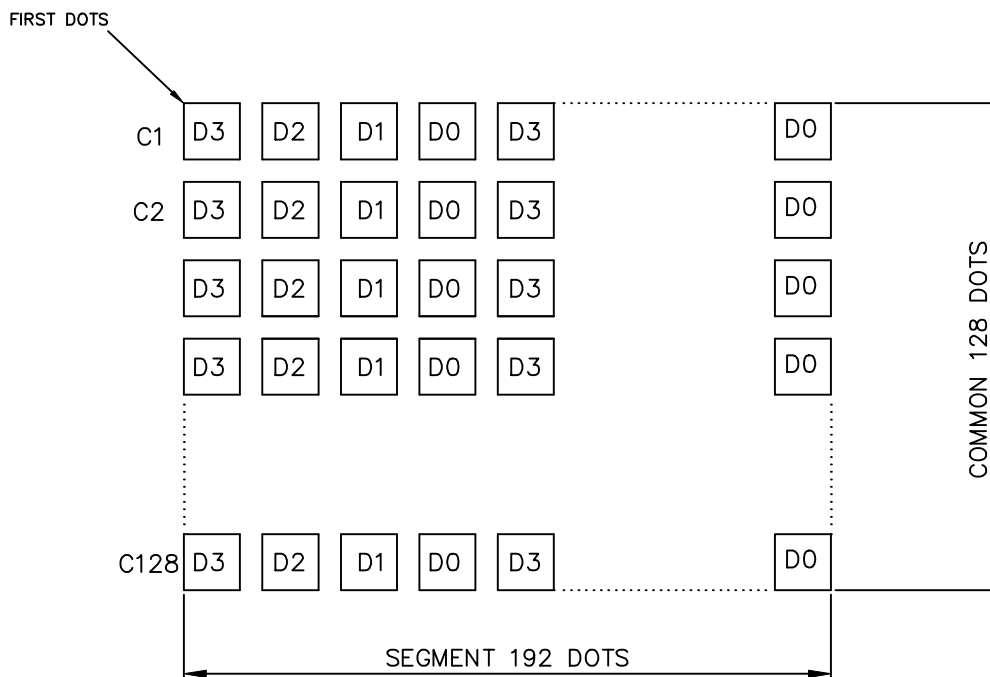 FIRST DOTS
C1 D3 D2 D1 D0 D3 D0
C2 D3 D2 D1 D0 D3 D0
D3 D2 D1 D0 D3 D0
D3 D2 D1 D0 D3 D0
COMMON 128 DOTS
C128 D3 D2 D1 D0 D3 D0
SEGMENT 192 DOTS